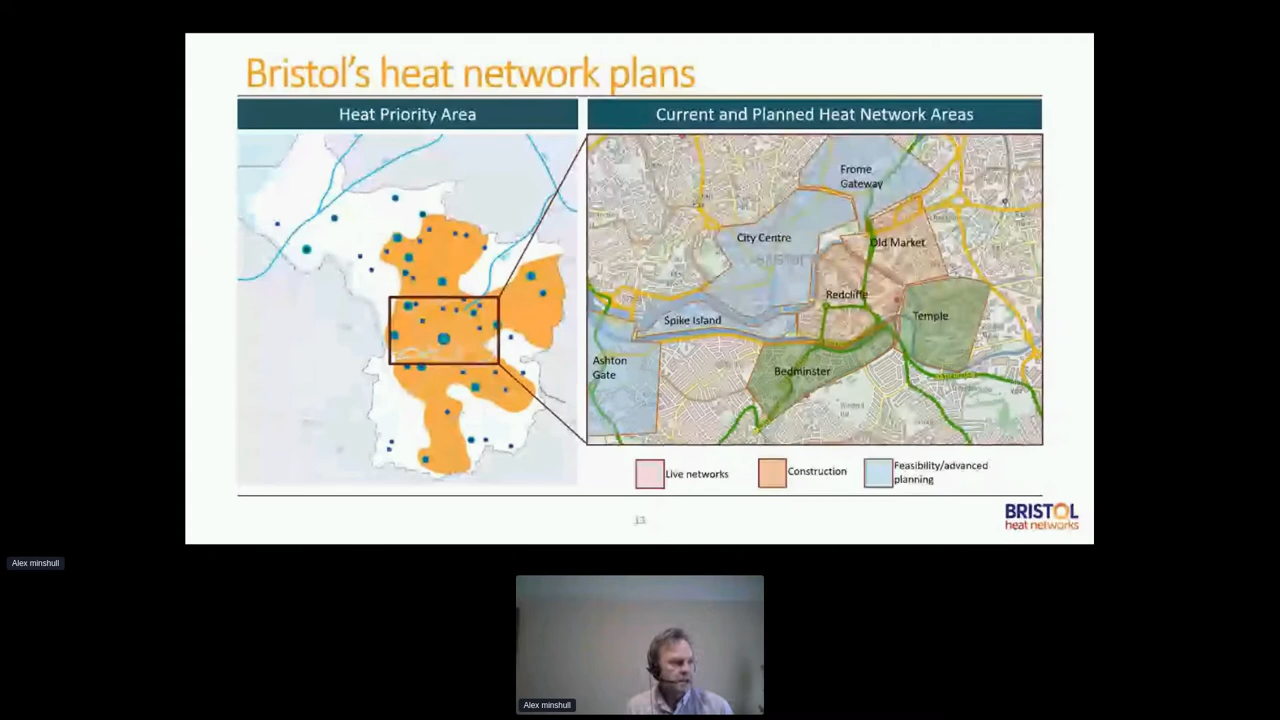 Bristol's heat network plans
Heat Priority Area
Current and Planned Heat Network Areas
Frome
Gateway
City Centre
Old Market
Redcliffe
Spike Island
Temple
Ashton
Gate
Bedminster
Live networks
Construction
Feasibility/advanced
planning
13
BRISTOL
heat networks
Alex minshull
Alex minshull